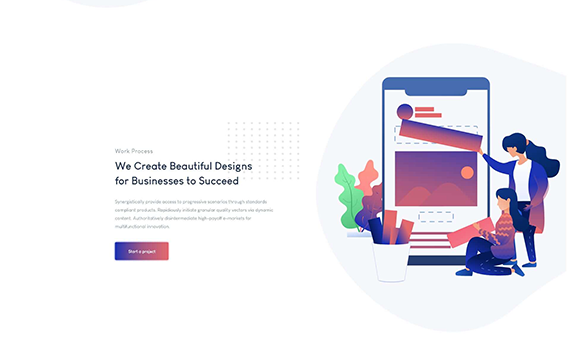 Work Process
We Create Beautiful Designs
for Businesses to Succeed
Synergistically provide access to progressive scenarios through standards
compliant products. Rapidiously initiate granular quality vectors via dynamic
content. Authoritatively disintermediate high-payoff e-markets for
multifunctional innovation.
Start a project